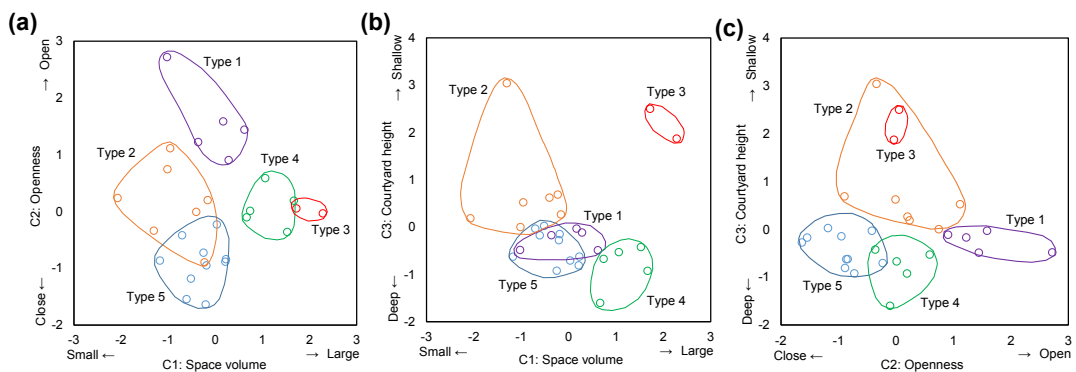 (a)
3
2
1
0
-1
-2
-3 -2 -1 0 1 2 3
Close ← C2: Openness → Open
Small ← → Large
C1: Space volume
Type 1
Type 2
Type 4
Type 3
Type 5
(b)
4
3
2
1
0
-1
-2
-3 -2 -1 0 1 2 3
Deep ← C3: Courtyard height → Shallow
Small ← → Large
C1: Space volume
Type 2
Type 3
Type 1
Type 5
Type 4
(c)
4
3
2
1
0
-1
-2
-3 -2 -1 0 1 2 3
Deep ← C3: Courtyard height → Shallow
Close ← → Open
C2: Openness
Type 2
Type 3
Type 1
Type 5
Type 4